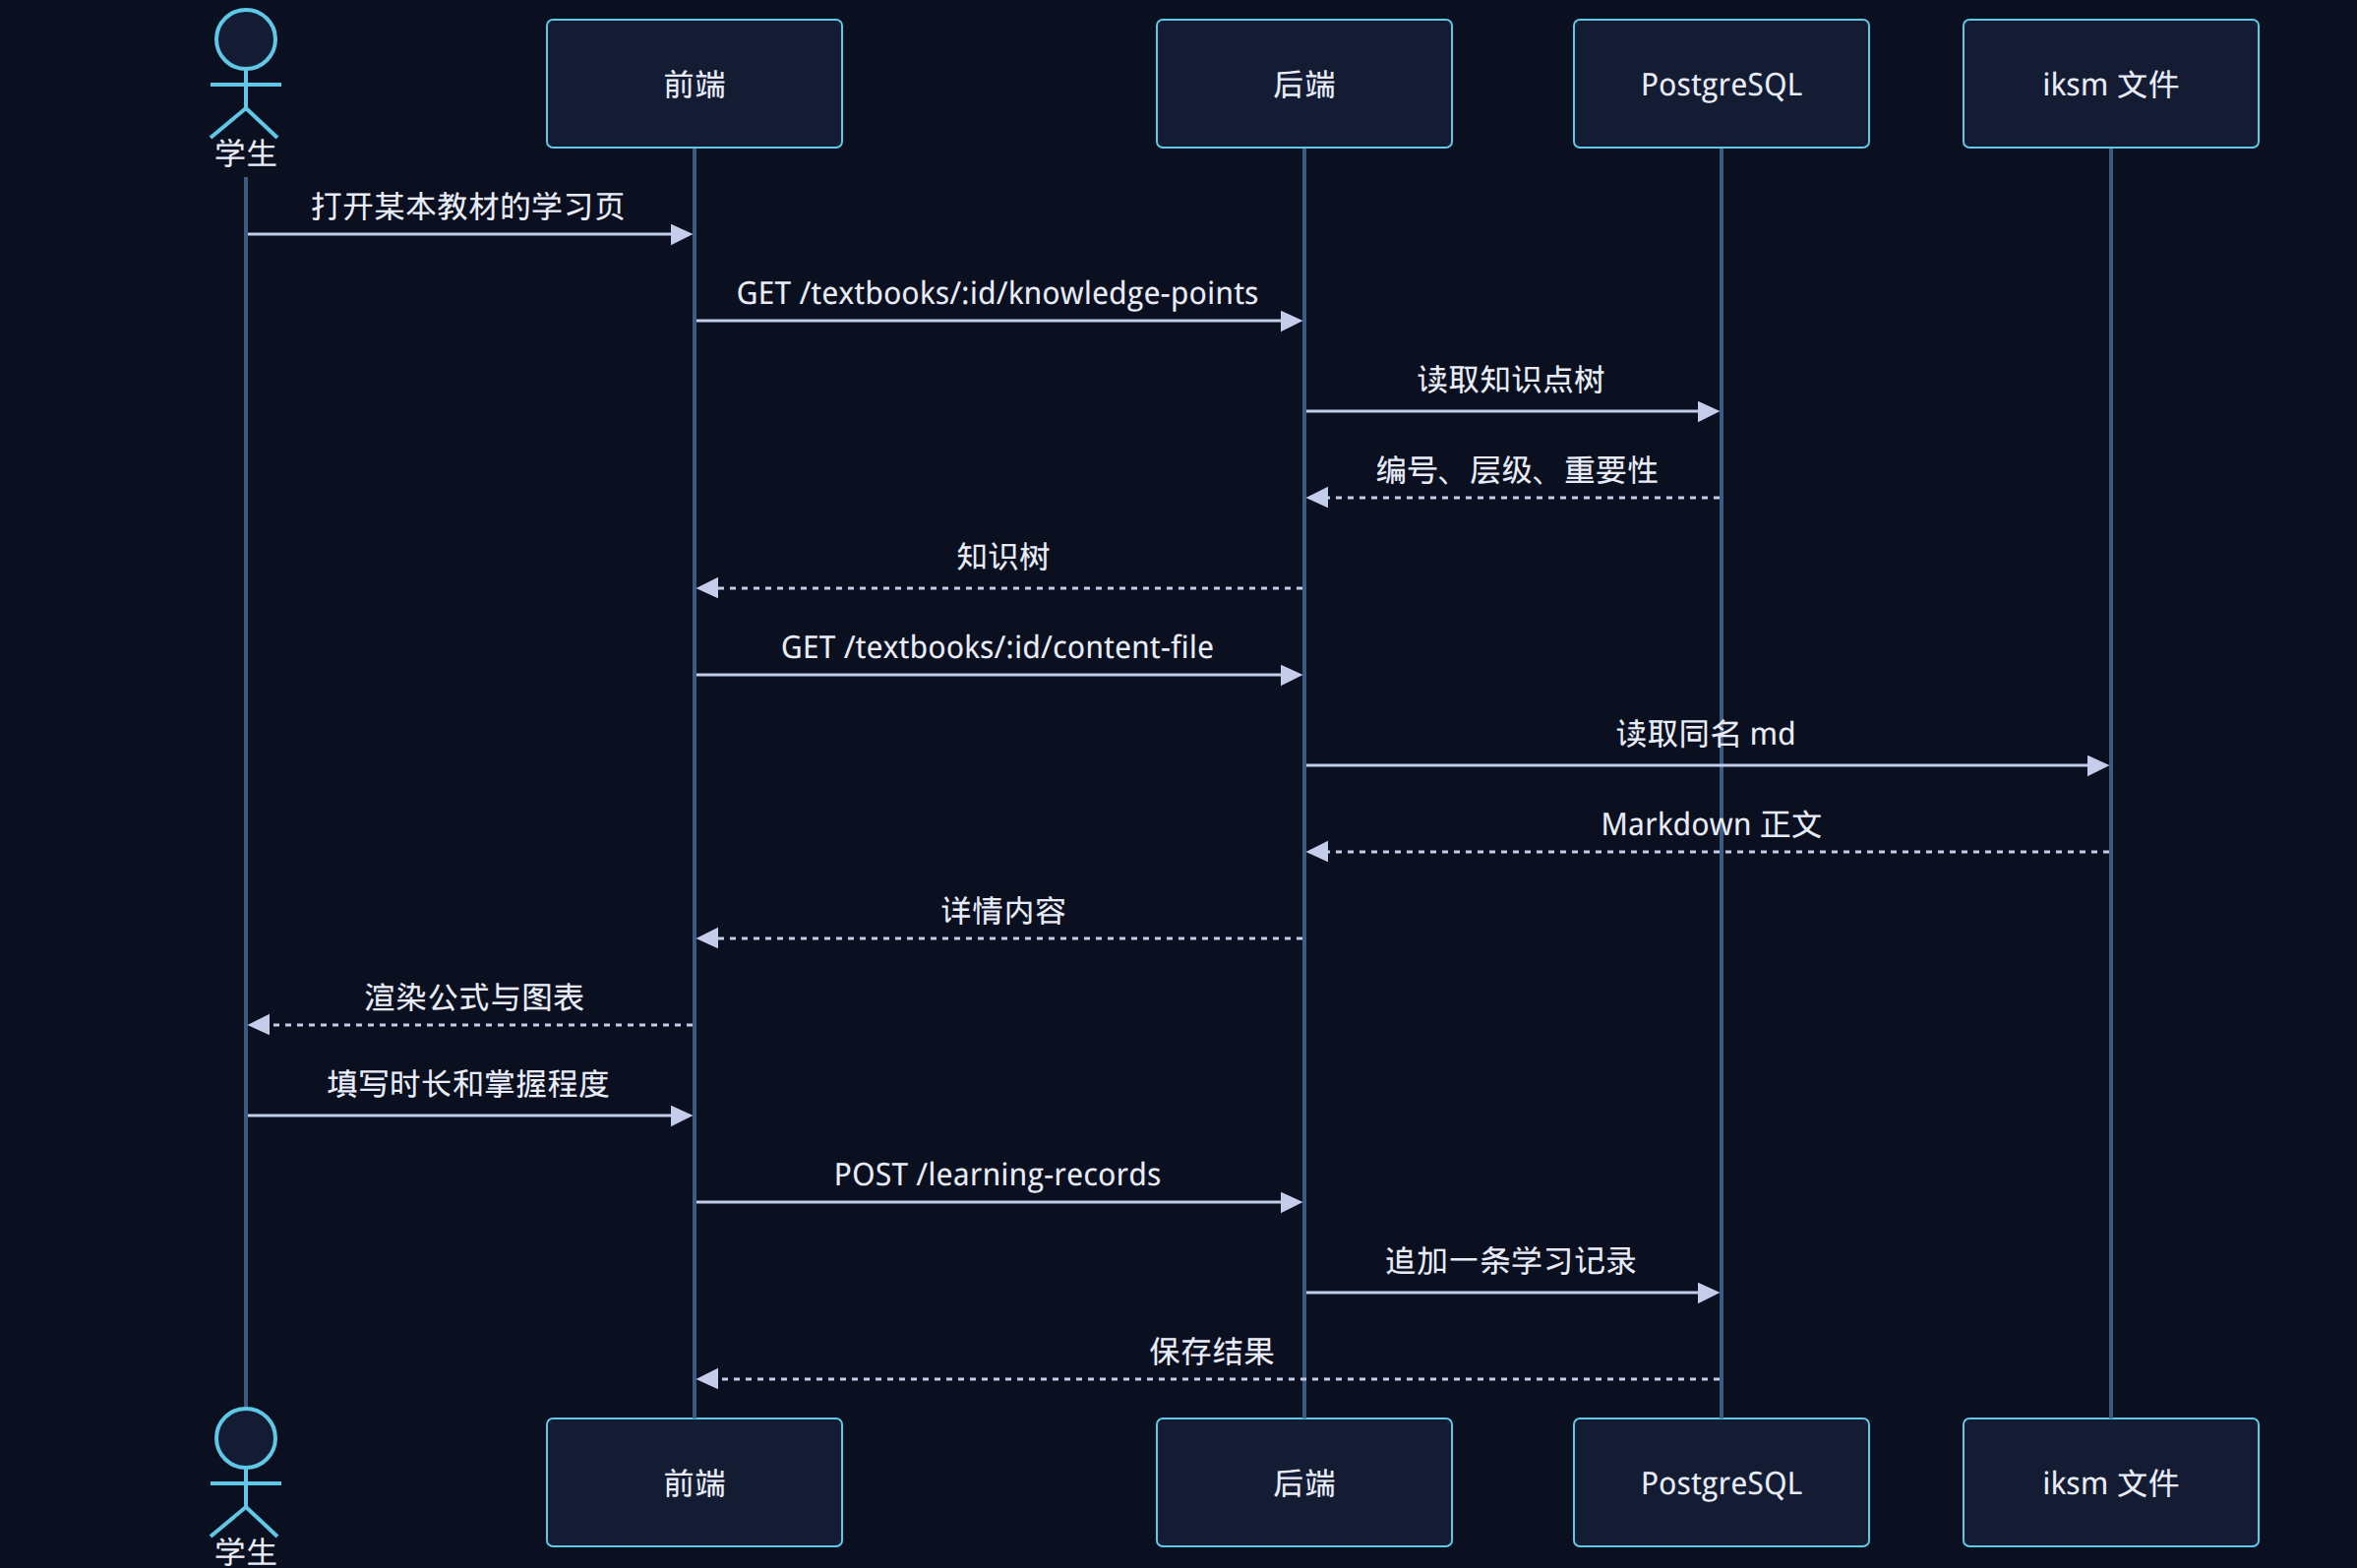 学生
前端
后端
PostgreSQL
iksm 文件
打开某本教材的学习页
GET /textbooks/:id/knowledge-points
读取知识点树
编号、层级、重要性
知识树
GET /textbooks/:id/content-file
读取同名 md
Markdown 正文
详情内容
渲染公式与图表
填写时长和掌握程度
POST /learning-records
追加一条学习记录
保存结果
学生
前端
后端
PostgreSQL
iksm 文件